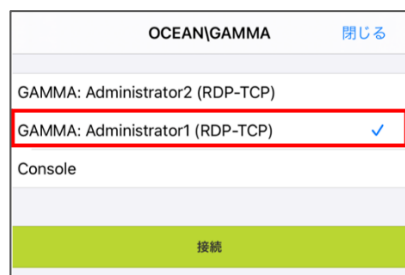 OCEAN\GAMMA 閉じる
GAMMA: Administrator2 (RDP-TCP)
GAMMA: Administrator1 (RDP-TCP)
Console
接続